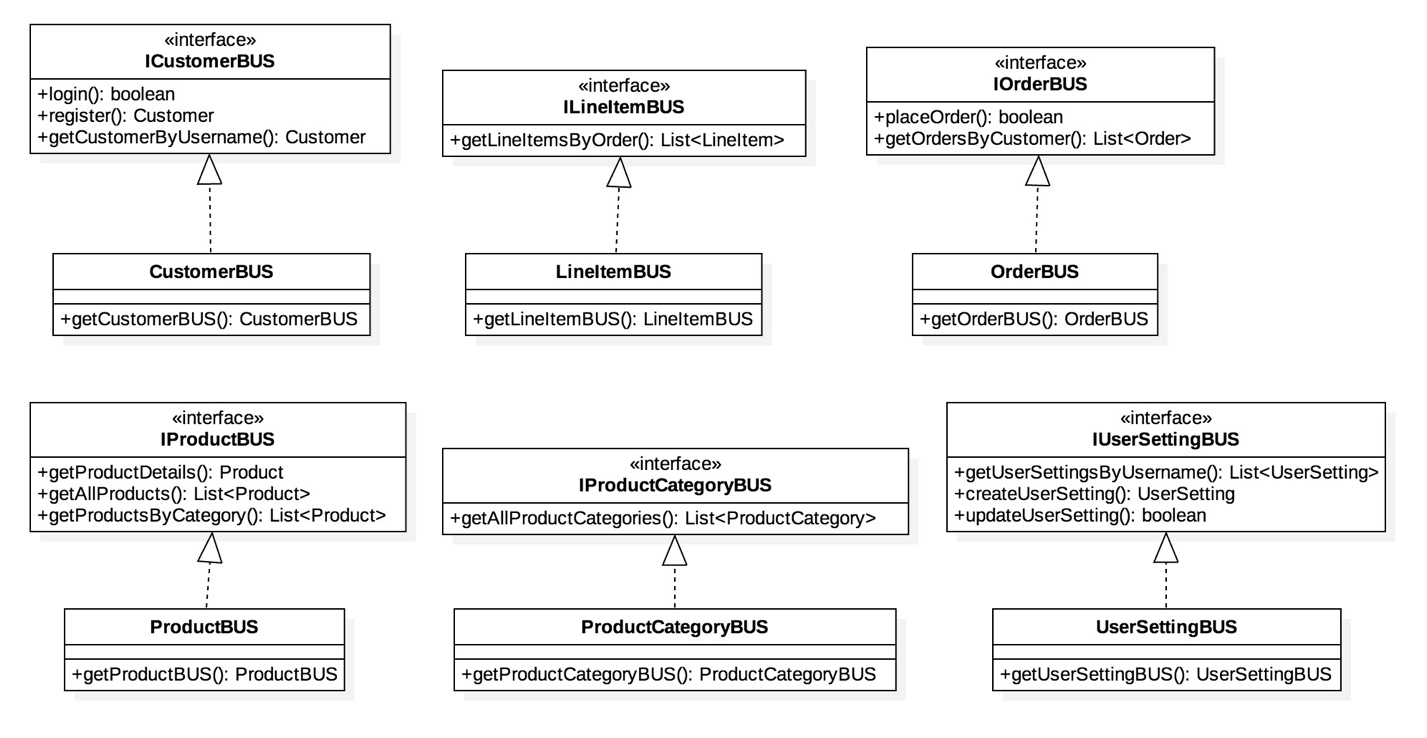 «interface»
ICustomerBUS
+login(): boolean
+register(): Customer
+getCustomerByUsername(): Customer
«interface»
ILineItemBUS
+getLineItemsByOrder(): List<LineItem>
«interface»
IOrderBUS
+placeOrder(): boolean
+getOrdersByCustomer(): List<Order>
CustomerBUS
+getCustomerBUS(): CustomerBUS
LineItemBUS
+getLineItemBUS(): LineItemBUS
OrderBUS
+getOrderBUS(): OrderBUS
«interface»
IProductBUS
+getProductDetails(): Product
+getAllProducts(): List<Product>
+getProductsByCategory(): List<Product>
«interface»
IProductCategoryBUS
+getAllProductCategories(): List<ProductCategory>
«interface»
IUserSettingBUS
+getUserSettingsByUsername(): List<UserSetting>
+createUserSetting(): UserSetting
+updateUserSetting(): boolean
ProductBUS
+getProductBUS(): ProductBUS
ProductCategoryBUS
+getProductCategoryBUS(): ProductCategoryBUS
UserSettingBUS
+getUserSettingBUS(): UserSettingBUS